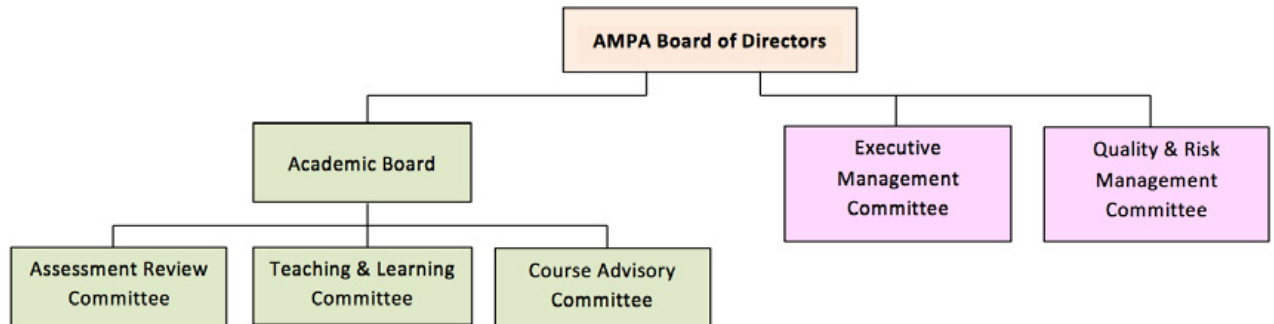 AMPA Board of Directors
Academic Board
Executive
Management
Committee
Quality & Risk
Management
Committee
Assessment Review
Committee
Teaching & Learning
Committee
Course Advisory
Committee